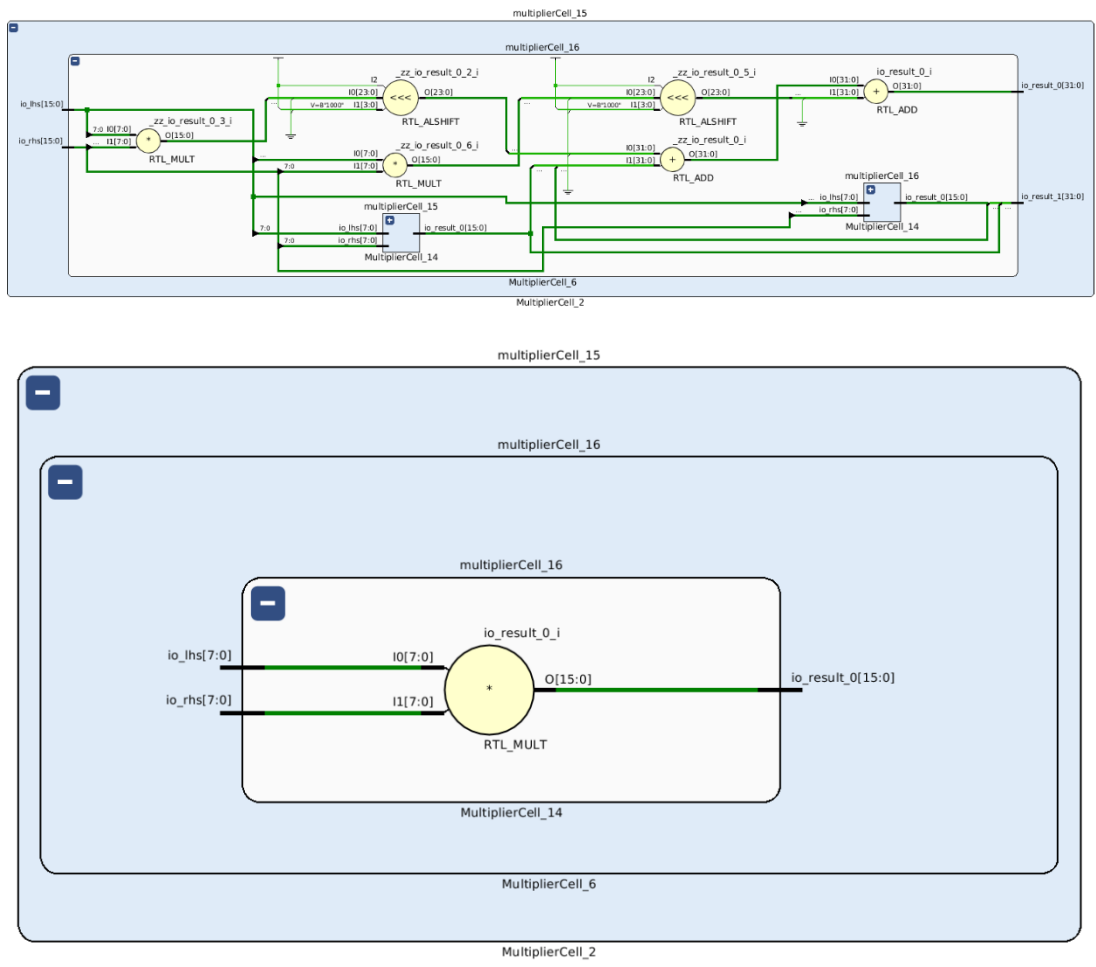 multiplierCell_15
multiplierCell_16
I2
_zz_io_result_0_2_i
I0[23:0]
O[23:0]
I1[3:0]
V=B"1000"
<<<
RTL_ALSHIFT
I2
_zz_io_result_0_5_i
I0[23:0]
O[23:0]
I1[3:0]
V=B"1000"
<<<
RTL_ALSHIFT
...
io_result_0_i
I0[31:0]
O[31:0]
I1[31:0]
+
RTL_ADD
io_result_0[31:0]
io_lhs[15:0]
io_rhs[15:0]
_zz_io_result_0_3_i
7:0 I0[7:0]
O[15:0]
... I1[7:0]
*
RTL_MULT
_zz_io_result_0_6_i
I0[7:0]
O[15:0]
7:0
I1[7:0]
*
RTL_MULT
_zz_io_result_0_i
I0[31:0]
O[31:0]
I1[31:0]
+
RTL_ADD
multiplierCell_15
7:0
io_lhs[7:0]
io_result_0[15:0]
7:0
io_rhs[7:0]
MultiplierCell_14
multiplierCell_16
... io_lhs[7:0]
io_result_0[15:0]
... io_rhs[7:0]
MultiplierCell_14
io_result_1[31:0]
MultiplierCell_6
MultiplierCell_2
multiplierCell_15
multiplierCell_16
multiplierCell_16
io_result_0_i
io_lhs[7:0]
I0[7:0]
io_rhs[7:0]
I1[7:0]
*
O[15:0]
io_result_0[15:0]
RTL_MULT
MultiplierCell_14
MultiplierCell_6
MultiplierCell_2